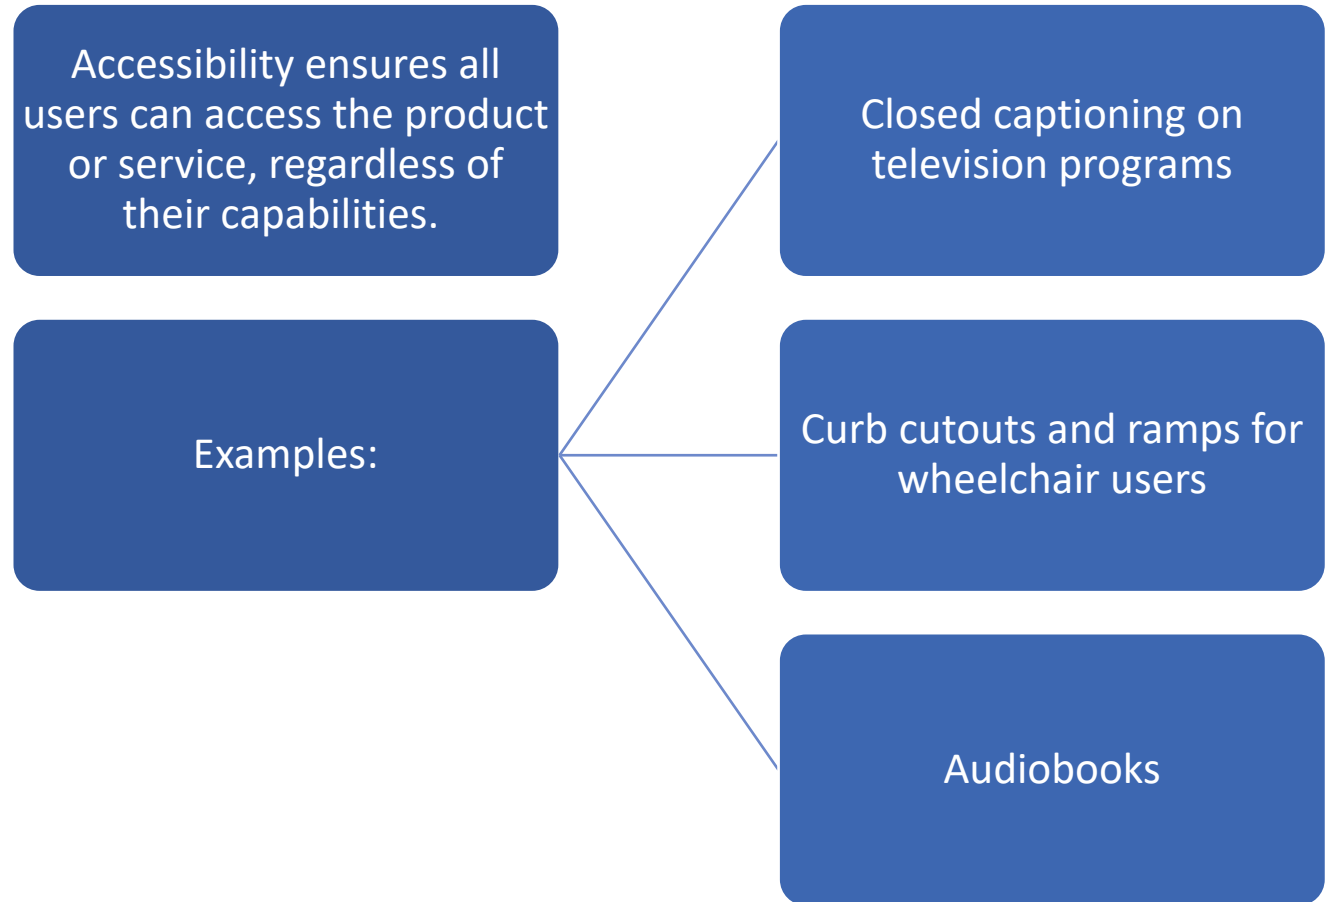 Accessibility ensures all
users can access the product
or service, regardless of
their capabilities.
Examples:
Closed captioning on
television programs
Curb cutouts and ramps for
wheelchair users
Audiobooks